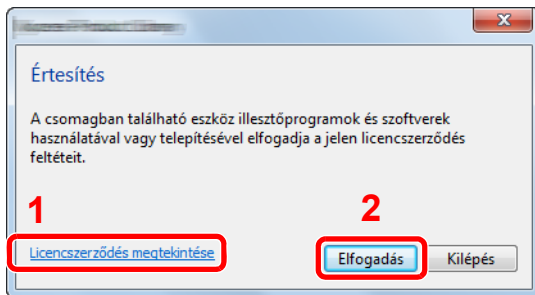 Értesítés
A csomagban található eszköz illesztőprogramok és szoftverek
használatával vagy telepítésével elfogadja a jelen licencszerződés
feltéteit.
1
2
Licencszerződés megtekintése
Elfogadás
Kilépés